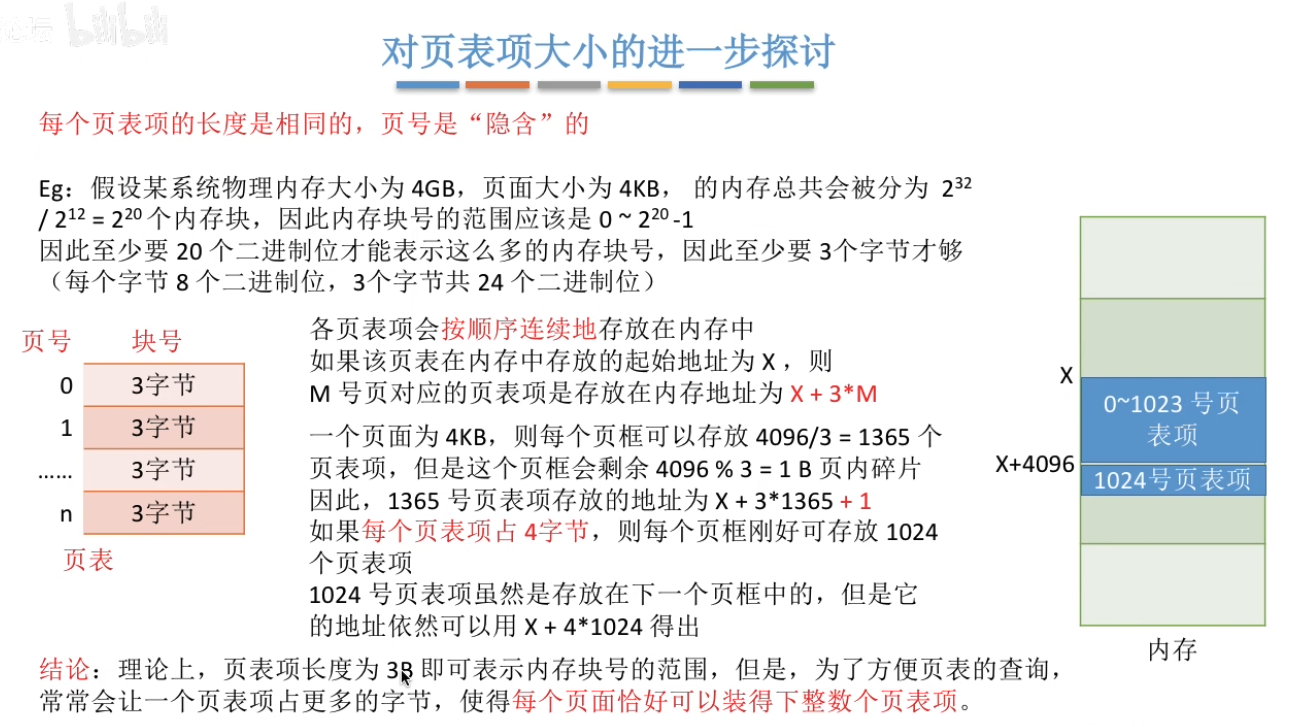 bilibili
对页表项大小的进一步探讨
每个页表项的长度是相同的，页号是“隐含”的
Eg：假设某系统物理内存大小为 4GB，页面大小为 4KB， 的内存总共会被分为 2³²
/ 2¹² = 2²⁰ 个内存块，因此内存块号的范围应该是 0 ~ 2²⁰ -1
因此至少要 20 个二进制位才能表示这么多的内存块号，因此至少要 3个字节才够
（每个字节 8 个二进制位，3个字节共 24 个二进制位）
页号 块号
0 3字节
1 3字节
…… 3字节
n 3字节
页表
各页表项会按顺序连续地存放在内存中
如果该页表在内存中存放的起始地址为 X ，则
M 号页对应的页表项是存放在内存地址为 X + 3*M
一个页面为 4KB，则每个页框可以存放 4096/3 = 1365 个
页表项，但是这个页框会剩余 4096 % 3 = 1 B 页内碎片
因此，1365 号页表项存放的地址为 X + 3*1365 + 1
如果每个页表项占 4字节，则每个页框刚好可存放 1024
个页表项
1024 号页表项虽然是存放在下一个页框中的，但是它
的地址依然可以用 X + 4*1024 得出
X
0~1023 号页
表项
X+4096
1024号页表项
内存
结论：理论上，页表项长度为 3B 即可表示内存块号的范围，但是，为了方便页表的查询，
常常会让一个页表项占更多的字节，使得每个页面恰好可以装得下整数个页表项。